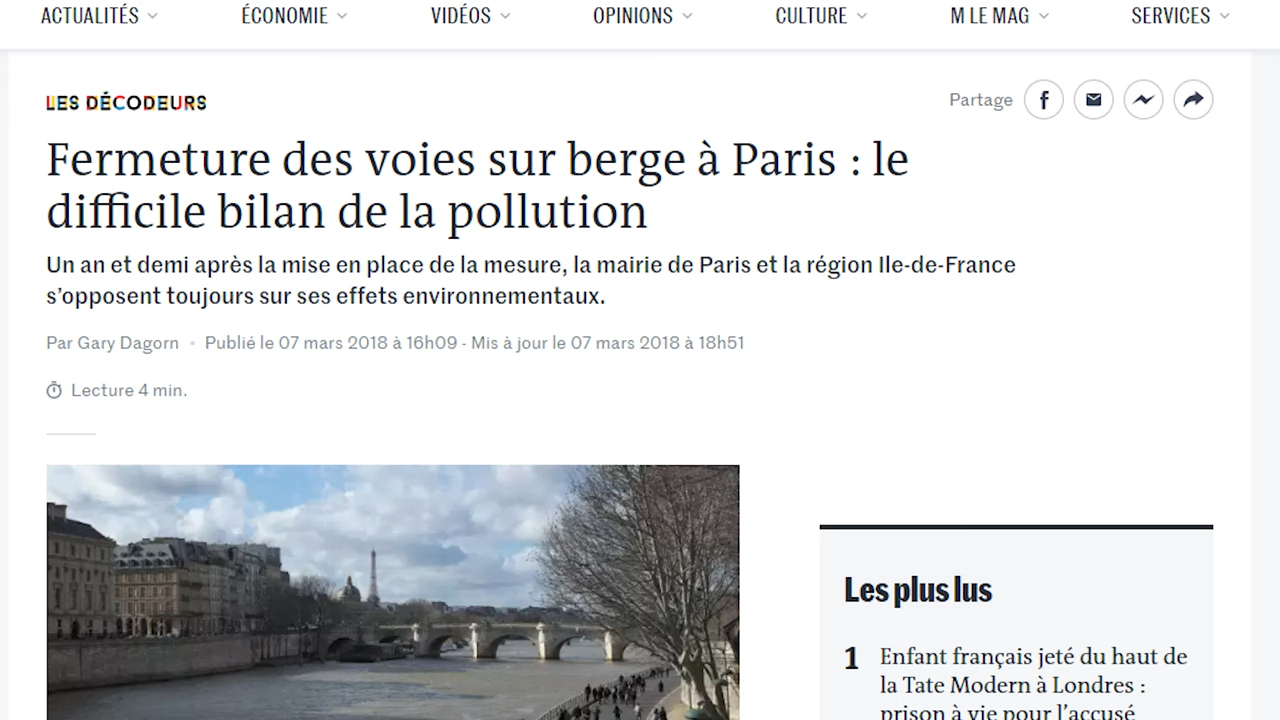 ACTUALITÉS ÉCONOMIE VIDÉOS OPINIONS CULTURE M LE MAG SERVICES
LES DÉCODEURS
Partage
Fermeture des voies sur berge à Paris : le
difficile bilan de la pollution
Un an et demi après la mise en place de la mesure, la mairie de Paris et la région Ile-de-France
s’opposent toujours sur ses effets environnementaux.
Par Gary Dagorn • Publié le 07 mars 2018 à 16h09 - Mis à jour le 07 mars 2018 à 18h51
Lecture 4 min.
Les plus lus
1 Enfant français jeté du haut de
la Tate Modern à Londres :
prison à vie pour l’accusé